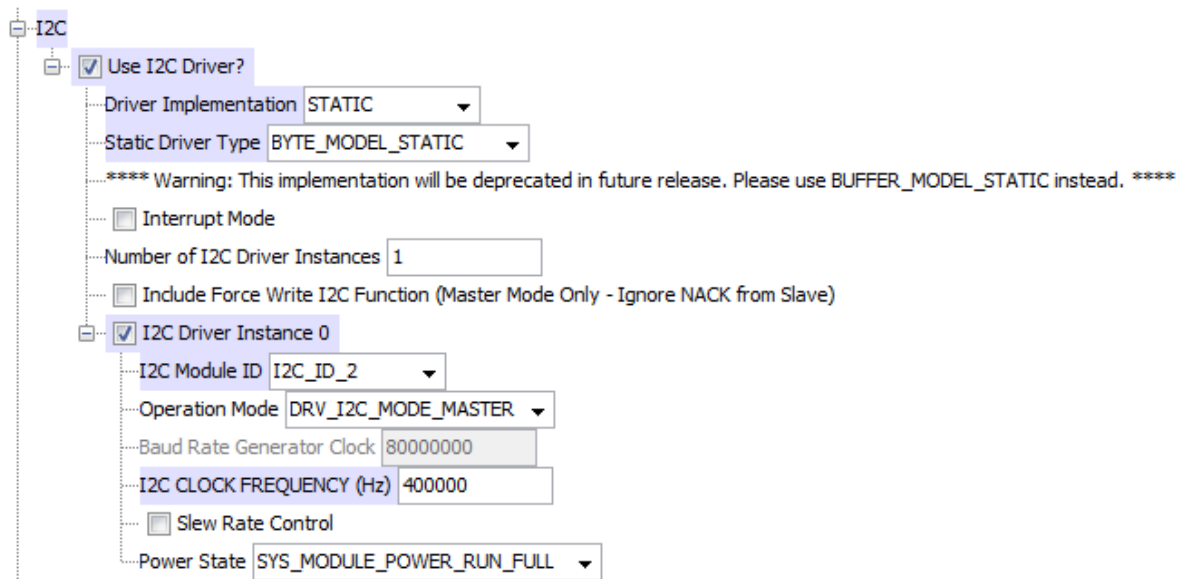 I2C
Use I2C Driver?
Driver Implementation STATIC
Static Driver Type BYTE_MODEL_STATIC
**** Warning: This implementation will be deprecated in future release. Please use BUFFER_MODEL_STATIC instead. ****
Interrupt Mode
Number of I2C Driver Instances 1
Include Force Write I2C Function (Master Mode Only - Ignore NACK from Slave)
I2C Driver Instance 0
I2C Module ID I2C_ID_2
Operation Mode DRV_I2C_MODE_MASTER
Baud Rate Generator Clock 80000000
I2C CLOCK FREQUENCY (Hz) 400000
Slew Rate Control
Power State SYS_MODULE_POWER_RUN_FULL